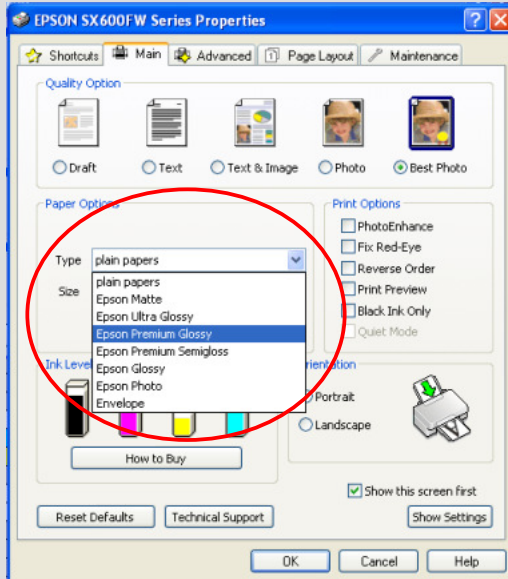 EPSON SX600FW Series Properties
Shortcuts Main Advanced Page Layout Maintenance
Quality Option
Draft Text Text & Image Photo Best Photo
Paper Options
Type plain papers
plain papers
Epson Matte
Epson Ultra Glossy
Epson Premium Glossy
Epson Premium Semigloss
Epson Glossy
Epson Photo
Envelope
Size
Print Options
PhotoEnhance
Fix Red-Eye
Reverse Order
Print Preview
Black Ink Only
Quiet Mode
Ink Level
How to Buy
rientation
Portrait
Landscape
Show this screen first
Reset Defaults Technical Support Show Settings
OK Cancel Help